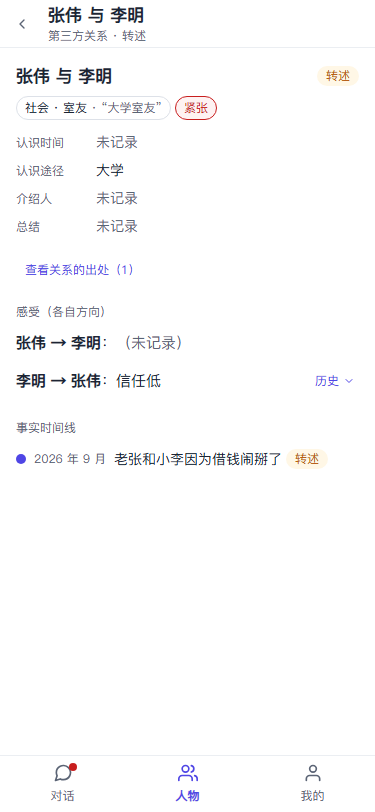 张伟 与 李明
第三方关系 · 转述
张伟 与 李明 转述
社会 · 室友 · “大学室友” 紧张
认识时间 未记录
认识途径 大学
介绍人 未记录
总结 未记录
查看关系的出处（1）
感受（各自方向）
张伟 → 李明：（未记录）
李明 → 张伟：信任低 历史
事实时间线
2026 年 9 月 老张和小李因为借钱闹掰了 转述
对话 人物 我的